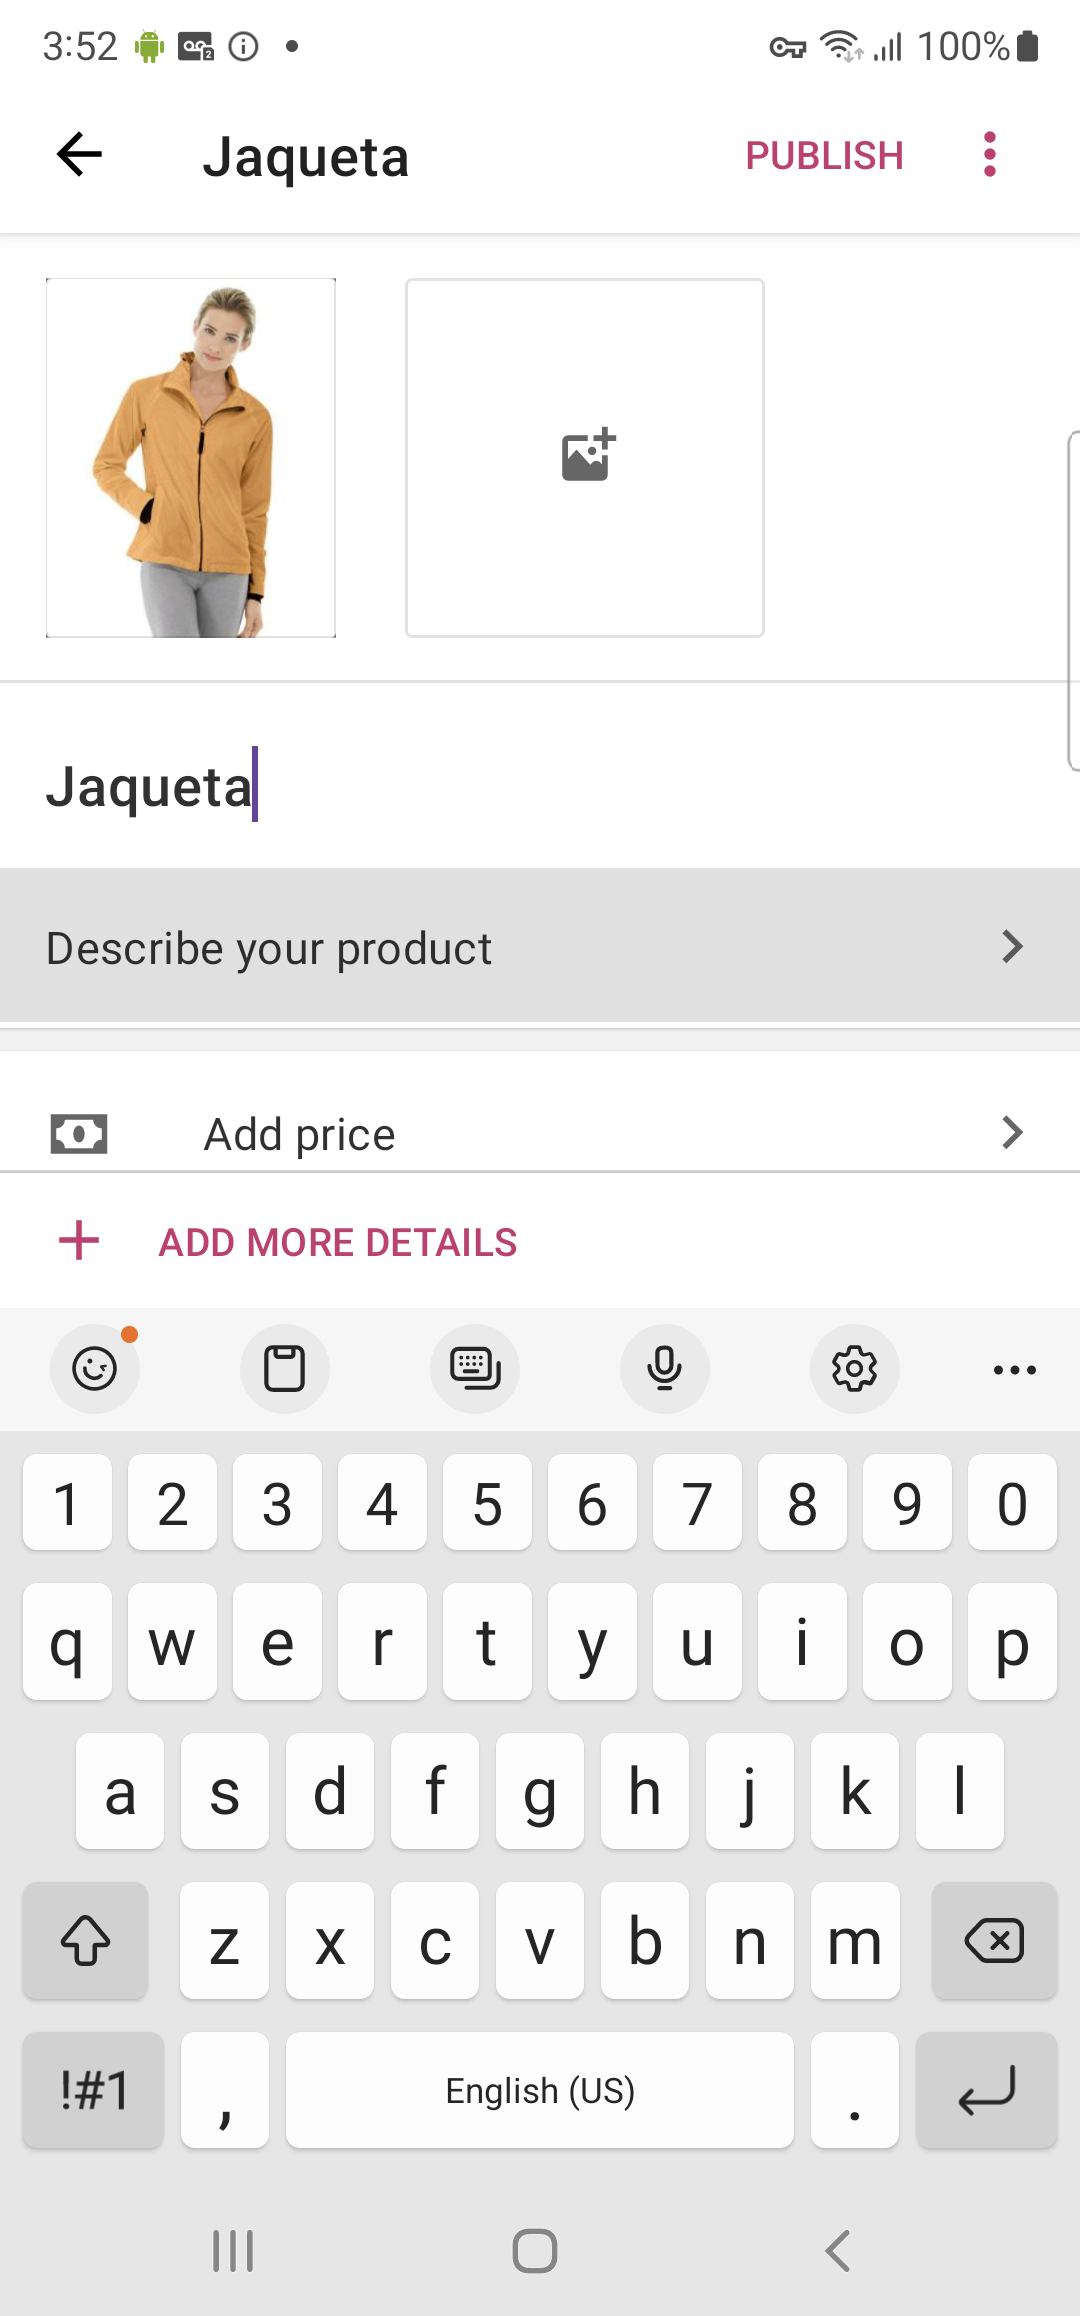 3:52 100%
Jaqueta PUBLISH
Jaqueta
Describe your product
Add price
ADD MORE DETAILS
1 2 3 4 5 6 7 8 9 0
q w e r t y u i o p
a s d f g h j k l
z x c v b n m
!#1 , English (US) .